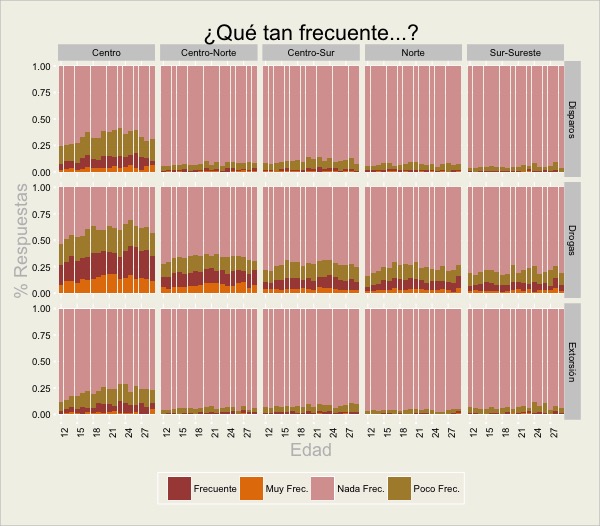 ¿Qué tan frecuente...?
Centro Centro-Norte Centro-Sur Norte Sur-Sureste
1.00
0.75
0.50
0.25
0.00
Disparos
1.00
0.75
0.50
0.25
0.00
Drogas
1.00
0.75
0.50
0.25
0.00
Extorsión
% Respuestas
12 15 18 21 24 27 12 15 18 21 24 27 12 15 18 21 24 27 12 15 18 21 24 27 12 15 18 21 24 27
Edad
Frecuente Muy Frec. Nada Frec. Poco Frec.